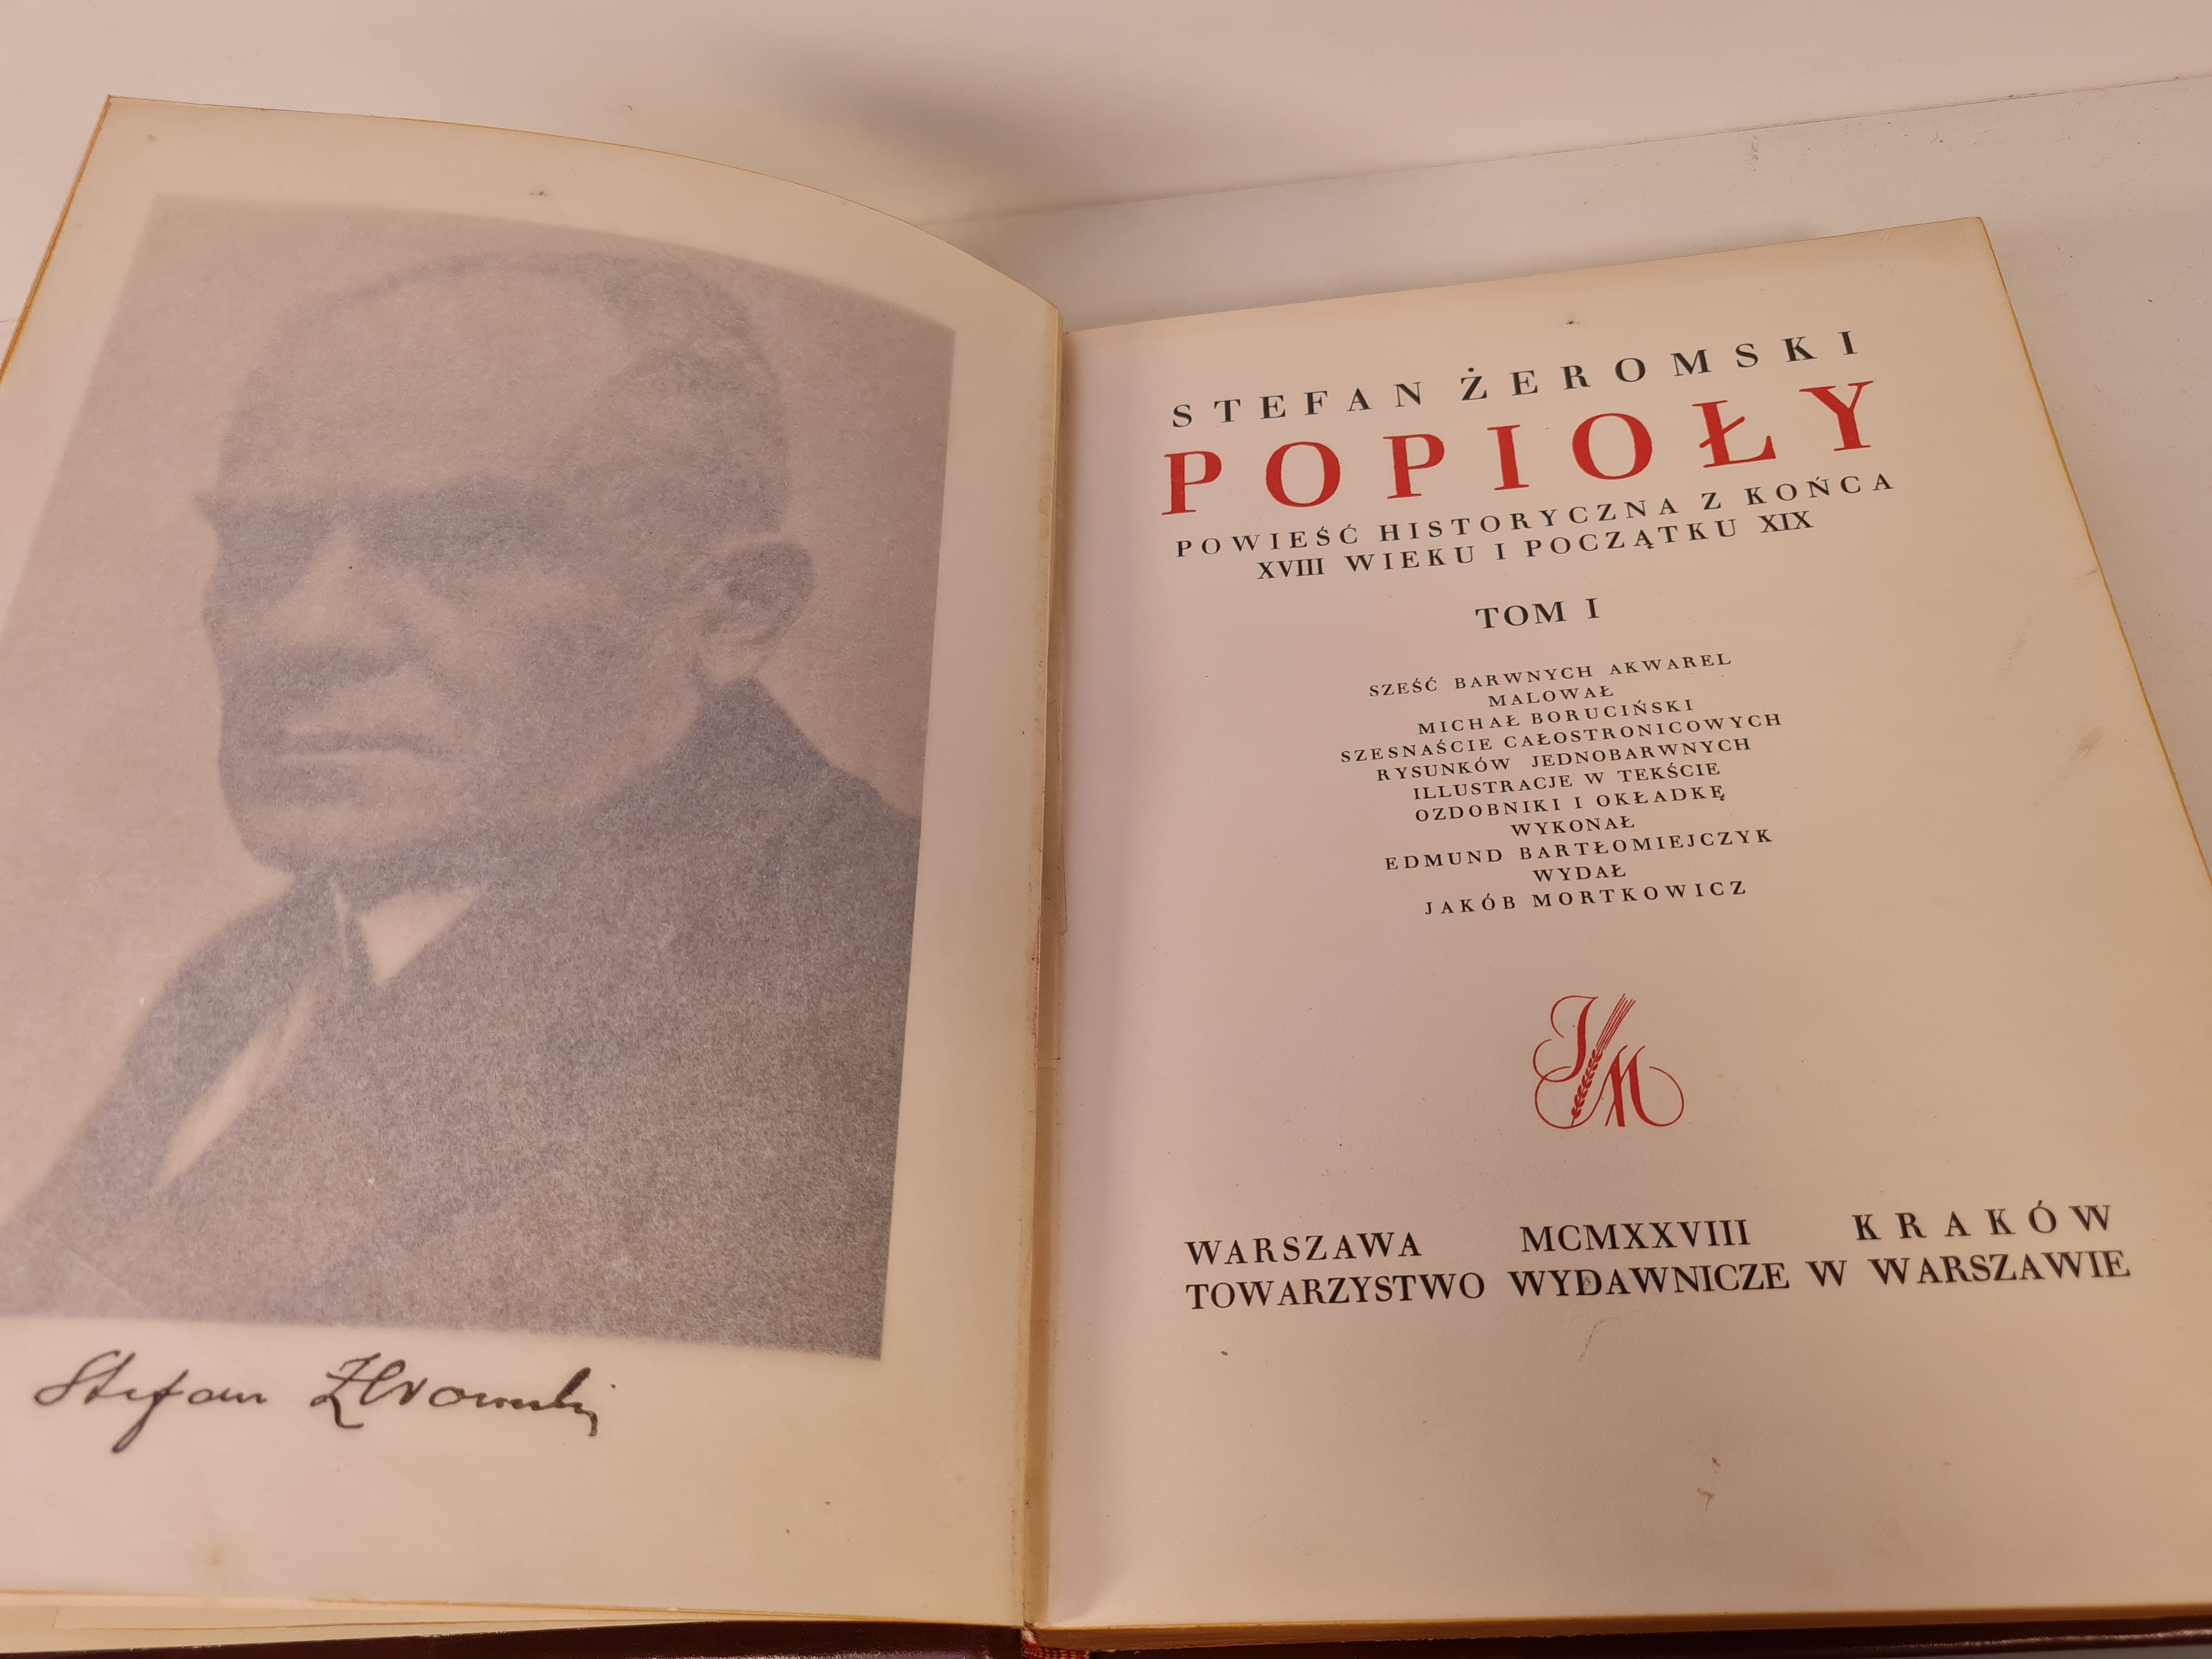 Stefan Żeromski
STEFAN ŻEROMSKI
POPIOŁY
POWIEŚĆ HISTORYCZNA Z KOŃCA
XVIII WIEKU I POCZĄTKU XIX
TOM I
SZEŚĆ BARWNYCH AKWAREL
MALOWAŁ
MICHAŁ BORUCIŃSKI
SZESNAŚCIE CAŁOSTRONICOWYCH
RYSUNKÓW JEDNOBARWNYCH
ILLUSTRACJE W TEKŚCIE
OZDOBNIKI I OKŁADKĘ
WYKONAŁ
EDMUND BARTŁOMIEJCZYK
WYDAŁ
JAKÓB MORTKOWICZ
JM
WARSZAWA MCMXXVIII KRAKÓW
TOWARZYSTWO WYDAWNICZE W WARSZAWIE